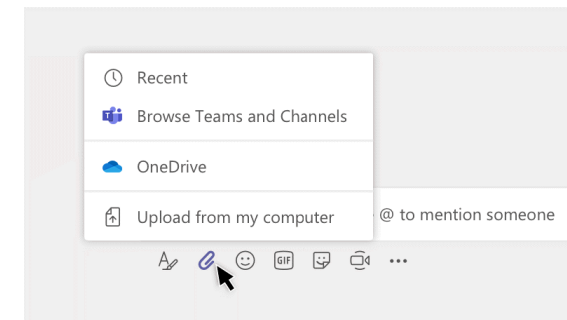 Recent
Browse Teams and Channels
OneDrive
Upload from my computer
@ to mention someone
GIF